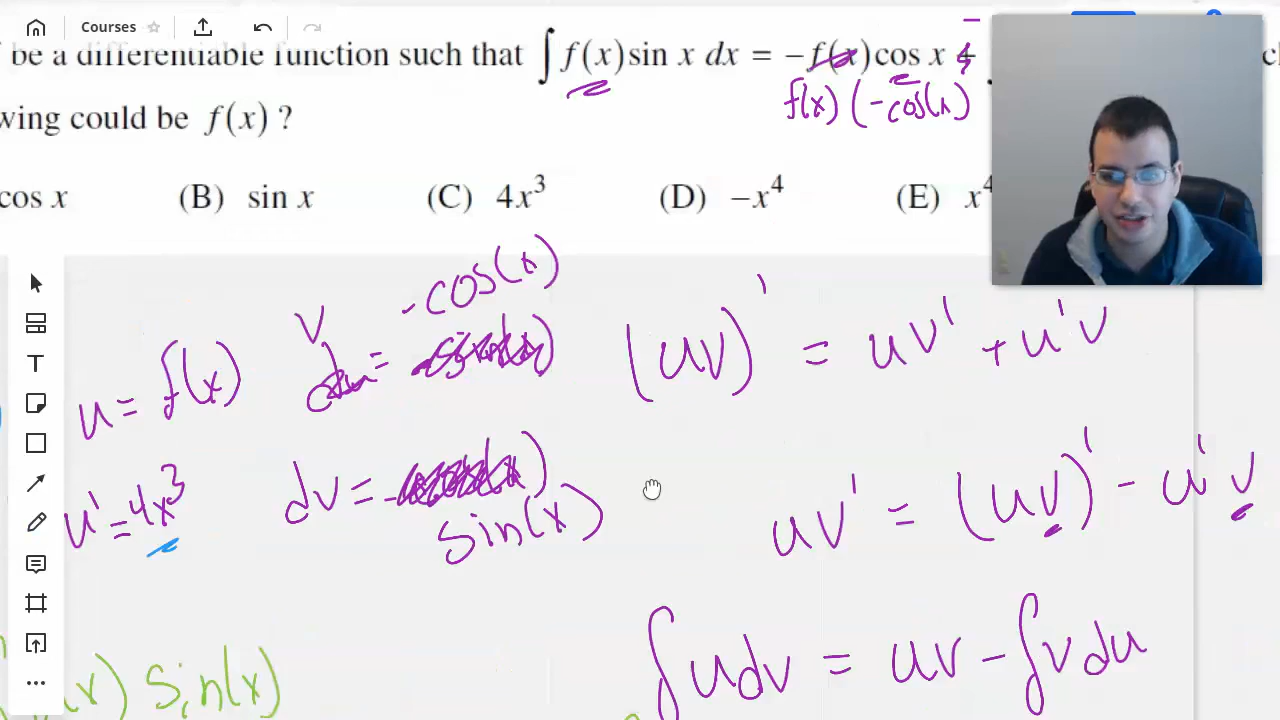 Courses
be a differentiable function such that ∫ f(x) sin x dx = −f(x) cos x
f(x) (-cos(x)
wing could be f(x) ?
cos x (B) sin x (C) 4x³ (D) −x⁴ (E) x⁴
-cos(x)
u = f(x) v = (uv)' = uv' + u'v
u' = 4x³ dv = sin(x) uv' = (uv)' - u'v
(x) sin(x) ∫udv = uv - ∫vdu